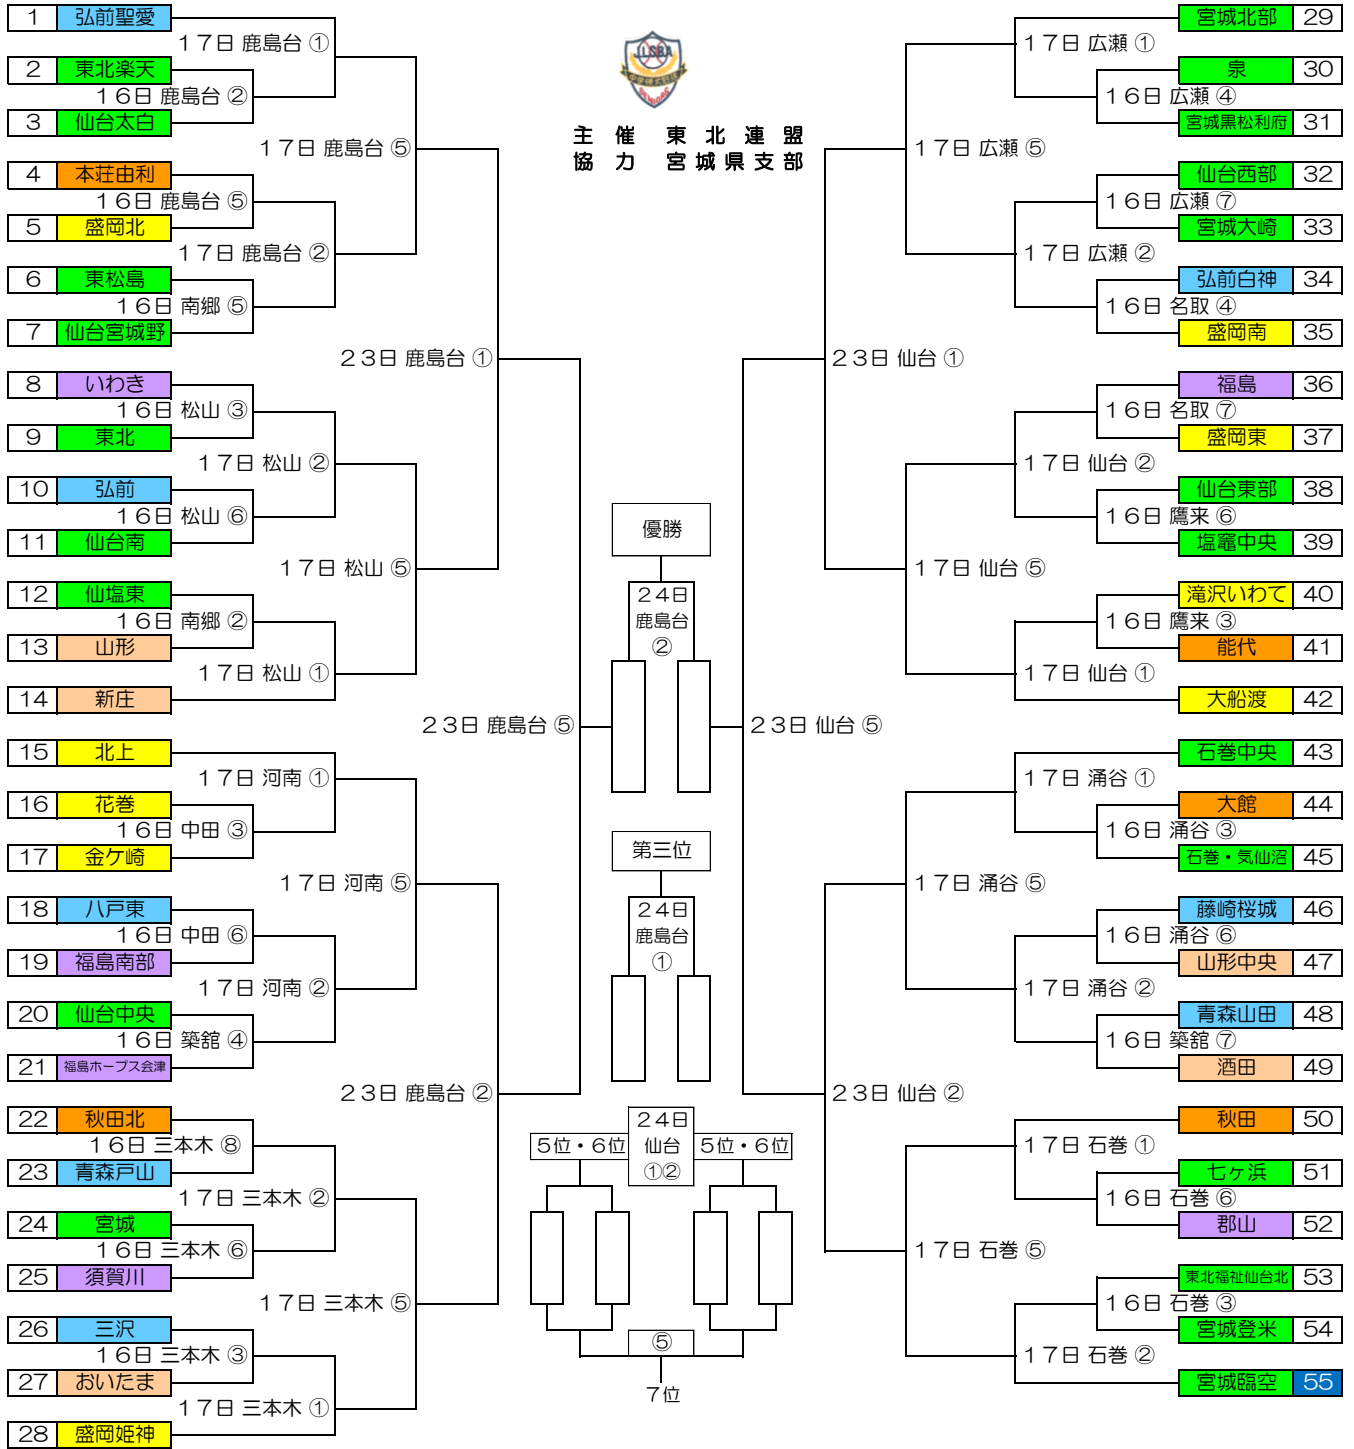 1 弘前聖愛
17日 鹿島台 ①
2 東北楽天
16日 鹿島台 ②
3 仙台太白
17日 鹿島台 ⑤
4 本荘由利
16日 鹿島台 ⑤
5 盛岡北
17日 鹿島台 ②
6 東松島
16日 南郷 ⑤
7 仙台宮城野
23日 鹿島台 ①
8 いわき
16日 松山 ③
9 東北
17日 松山 ②
10 弘前
16日 松山 ⑥
11 仙台南
17日 松山 ⑤
12 仙塩東
16日 南郷 ②
13 山形
17日 松山 ①
14 新庄
23日 鹿島台 ⑤
15 北上
17日 河南 ①
16 花巻
16日 中田 ③
17 金ケ崎
17日 河南 ⑤
18 八戸東
16日 中田 ⑥
19 福島南部
17日 河南 ②
20 仙台中央
16日 築舘 ④
21 福島ホープス会津
23日 鹿島台 ②
22 秋田北
16日 三本木 ⑧
23 青森戸山
17日 三本木 ②
24 宮城
16日 三本木 ⑥
25 須賀川
17日 三本木 ⑤
26 三沢
16日 三本木 ③
27 おいたま
17日 三本木 ①
28 盛岡姫神
JLSBA
SENIORS
主催 東北連盟
協力 宮城県支部
優勝
24日
鹿島台
②
第三位
24日
鹿島台
①
24日
仙台
①②
5位・6位
5位・6位
⑤
7位
宮城北部 29
17日 広瀬 ①
泉 30
16日 広瀬 ④
宮城黒松利府 31
17日 広瀬 ⑤
仙台西部 32
16日 広瀬 ⑦
宮城大崎 33
17日 広瀬 ②
弘前白神 34
16日 名取 ④
盛岡南 35
23日 仙台 ①
福島 36
16日 名取 ⑦
盛岡東 37
17日 仙台 ②
仙台東部 38
16日 鷹来 ⑥
塩竈中央 39
17日 仙台 ⑤
滝沢いわて 40
16日 鷹来 ③
能代 41
17日 仙台 ①
大船渡 42
23日 仙台 ⑤
石巻中央 43
17日 涌谷 ①
大館 44
16日 涌谷 ③
石巻・気仙沼 45
17日 涌谷 ⑤
藤崎桜城 46
16日 涌谷 ⑥
山形中央 47
17日 涌谷 ②
青森山田 48
16日 築舘 ⑦
酒田 49
23日 仙台 ②
秋田 50
17日 石巻 ①
七ヶ浜 51
16日 石巻 ⑥
郡山 52
17日 石巻 ⑤
東北福祉仙台北 53
16日 石巻 ③
宮城登米 54
17日 石巻 ②
宮城臨空 55